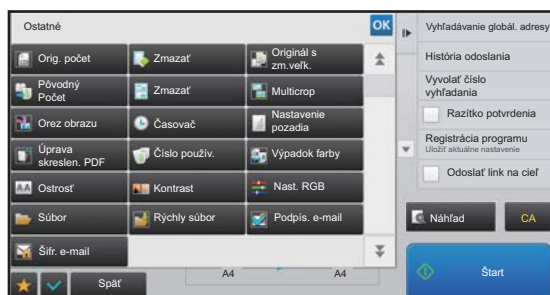 Ostatné
OK
Orig. počet
Zmazať
Originál s
zm.veľk.
Pôvodný
Počet
Zmazať
Multicrop
Orez obrazu
Časovač
Nastavenie
pozadia
Úprava
skreslen. PDF
Číslo použív.
Výpadok farby
AA
Ostrosť
Kontrast
Nast. RGB
Súbor
Rýchly súbor
Podpís. e-mail
Šifr. e-mail
Späť
A4
A4
Vyhľadávanie globál. adresy
História odoslania
Vyvolať číslo
vyhľadania
Razítko potvrdenia
Registrácia programu
Uložiť aktuálne nastavenie
Odoslať link na cieľ
Náhľad
CA
Štart